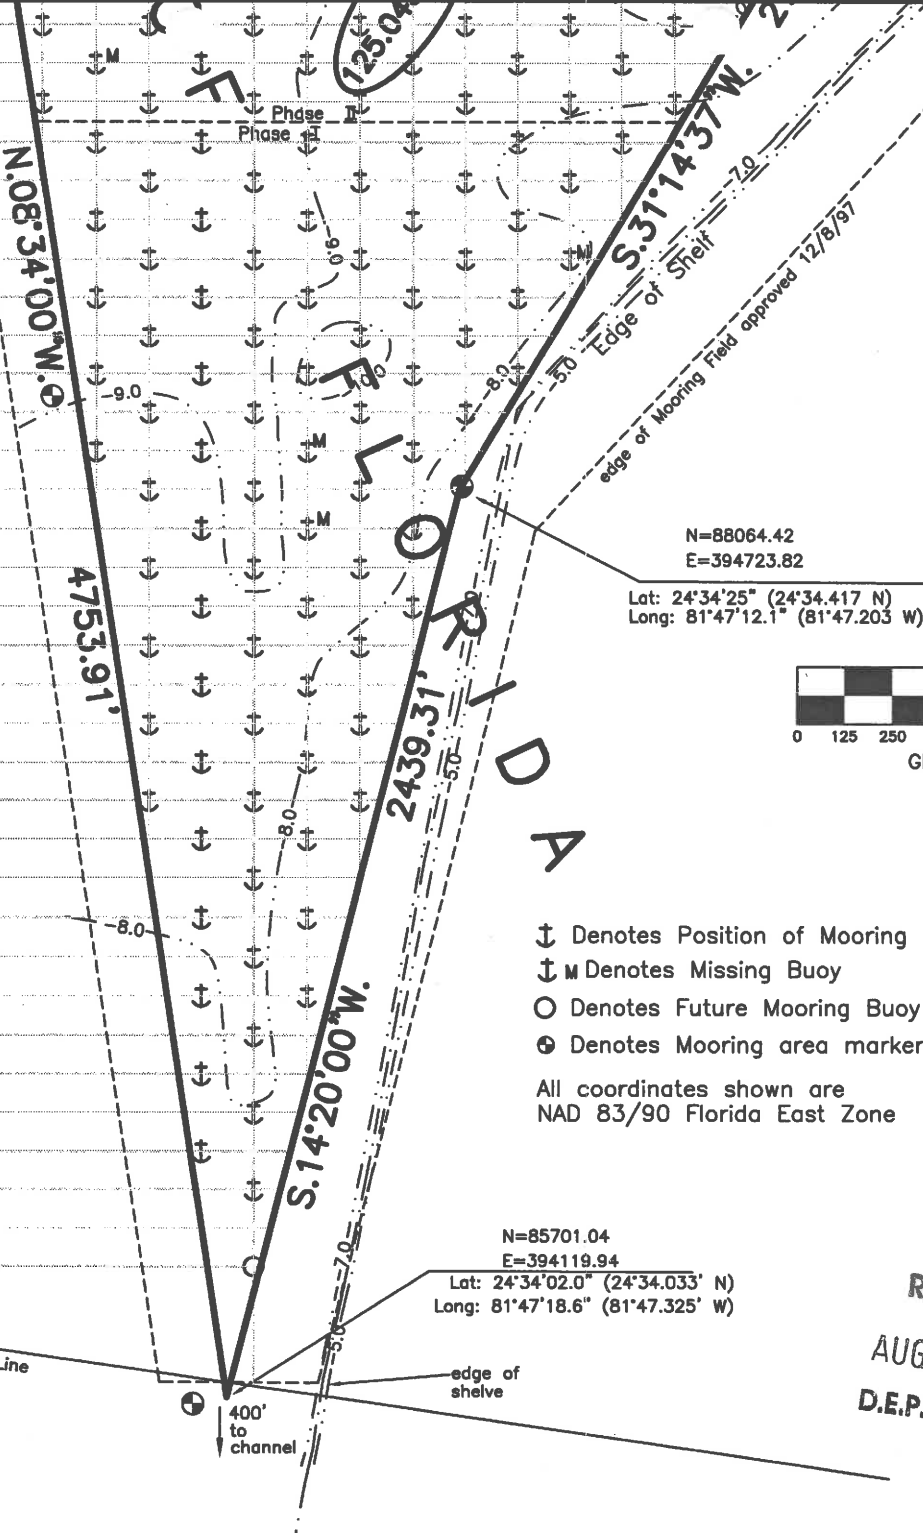 125.04
M
F
Phase II
Phase I
N.08°34'00"W.
S.31°14'37"W.
-7.0
-9.0
M
Edge of Shelf
edge of Mooring Field approved 12/8/97
F
-8.0
-5.0
-9.0
M
L
M
O
N=88064.42
E=394723.82
Lat: 24°34'25" (24°34.417 N)
Long: 81°47'12.1" (81°47.203 W)
4753.91'
R
I
2439.31'
-5.0
D
0 125 250
-8.0
A
-8.0
Denotes Position of Mooring
M Denotes Missing Buoy
Denotes Future Mooring Buoy
Denotes Mooring area marker
All coordinates shown are
NAD 83/90 Florida East Zone
S.14°20'00"W.
N=85701.04
E=394119.94
Lat: 24°34'02.0" (24°34.033' N)
Long: 81°47'18.6" (81°47.325' W)
-7.0
-5.0
R
AUG
D.E.P.
Line
edge of
shelve
400'
to
channel